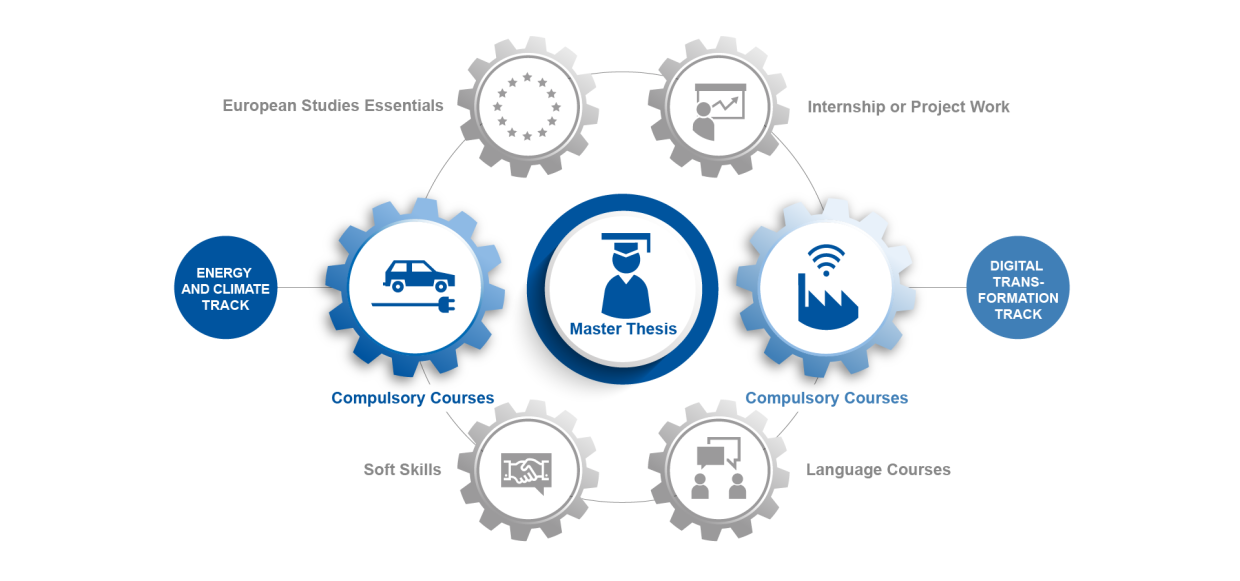 European Studies Essentials
Internship or Project Work
ENERGY
AND CLIMATE
TRACK
Master Thesis
DIGITAL
TRANS-
FORMATION
TRACK
Compulsory Courses
Compulsory Courses
Soft Skills
Language Courses